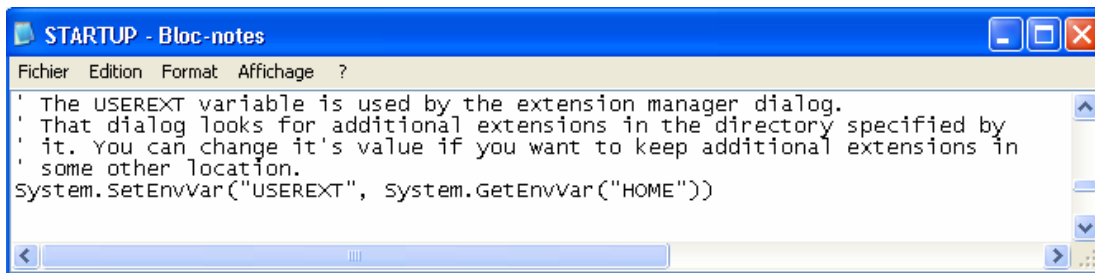 STARTUP - Bloc-notes
Fichier Edition Format Affichage ?
' The USEREXT variable is used by the extension manager dialog.
' That dialog looks for additional extensions in the directory specified by
' it. You can change it's value if you want to keep additional extensions in
' some other location.
System.SetEnvVar("USEREXT", System.GetEnvVar("HOME"))